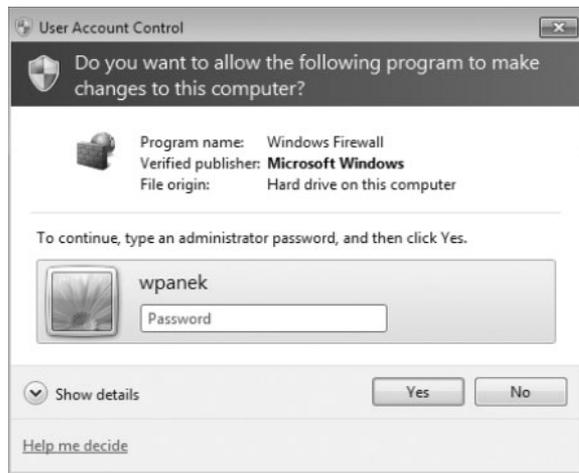 User Account Control
Do you want to allow the following program to make
changes to this computer?
Program name: Windows Firewall
Verified publisher: Microsoft Windows
File origin: Hard drive on this computer
To continue, type an administrator password, and then click Yes.
wpanek
Password
Show details
Yes
No
Help me decide